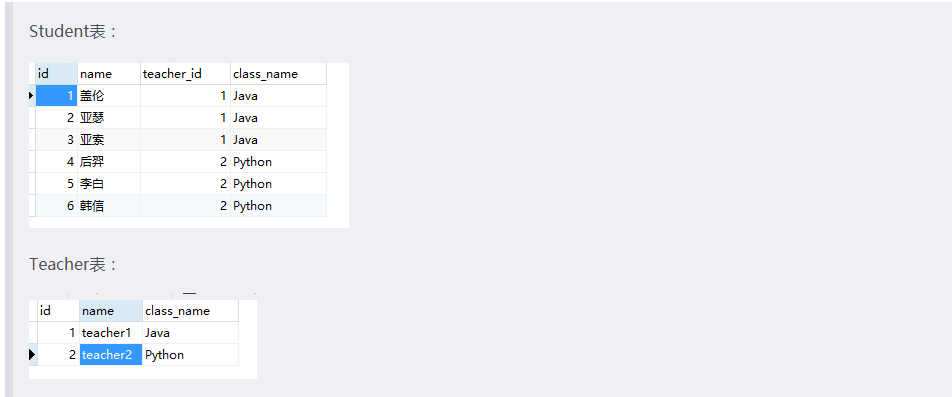 Student表：
id name teacher_id class_name
1 盖伦 1 Java
2 亚瑟 1 Java
3 亚索 1 Java
4 后羿 2 Python
5 李白 2 Python
6 韩信 2 Python
Teacher表：
id name class_name
1 teacher1 Java
2 teacher2 Python